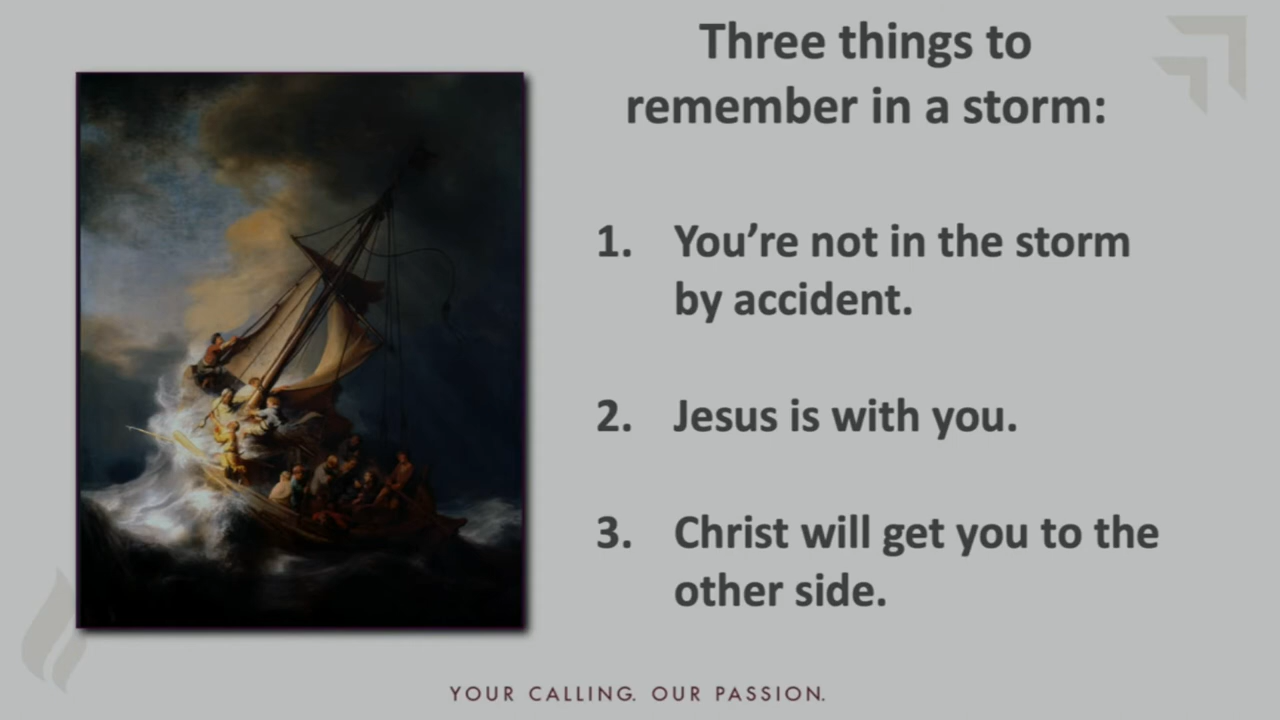 Three things to
remember in a storm:
1. You’re not in the storm
by accident.
2. Jesus is with you.
3. Christ will get you to the
other side.
YOUR CALLING. OUR PASSION.